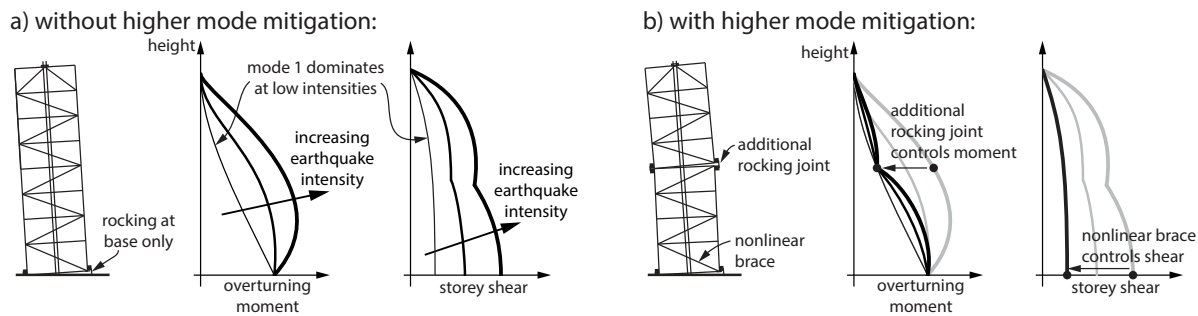 a) without higher mode mitigation:
height
mode 1 dominates
at low intensities
increasing
earthquake
intensity
rocking at
base only
overturning
moment
increasing
earthquake
intensity
storey shear
b) with higher mode mitigation:
height
additional
rocking joint
nonlinear
brace
additional
rocking joint
controls moment
overturning
moment
nonlinear brace
controls shear
storey shear